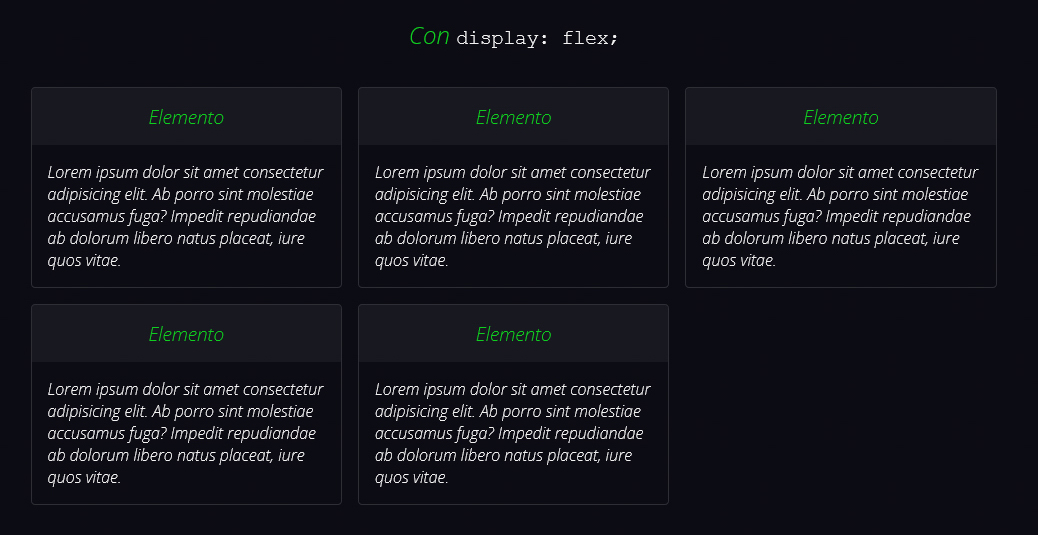 Con display: flex;
Elemento
Lorem ipsum dolor sit amet consectetur
adipisicing elit. Ab porro sint molestiae
accusamus fuga? Impedit repudiandae
ab dolorum libero natus placeat, iure
quos vitae.
Elemento
Lorem ipsum dolor sit amet consectetur
adipisicing elit. Ab porro sint molestiae
accusamus fuga? Impedit repudiandae
ab dolorum libero natus placeat, iure
quos vitae.
Elemento
Lorem ipsum dolor sit amet consectetur
adipisicing elit. Ab porro sint molestiae
accusamus fuga? Impedit repudiandae
ab dolorum libero natus placeat, iure
quos vitae.
Elemento
Lorem ipsum dolor sit amet consectetur
adipisicing elit. Ab porro sint molestiae
accusamus fuga? Impedit repudiandae
ab dolorum libero natus placeat, iure
quos vitae.
Elemento
Lorem ipsum dolor sit amet consectetur
adipisicing elit. Ab porro sint molestiae
accusamus fuga? Impedit repudiandae
ab dolorum libero natus placeat, iure
quos vitae.